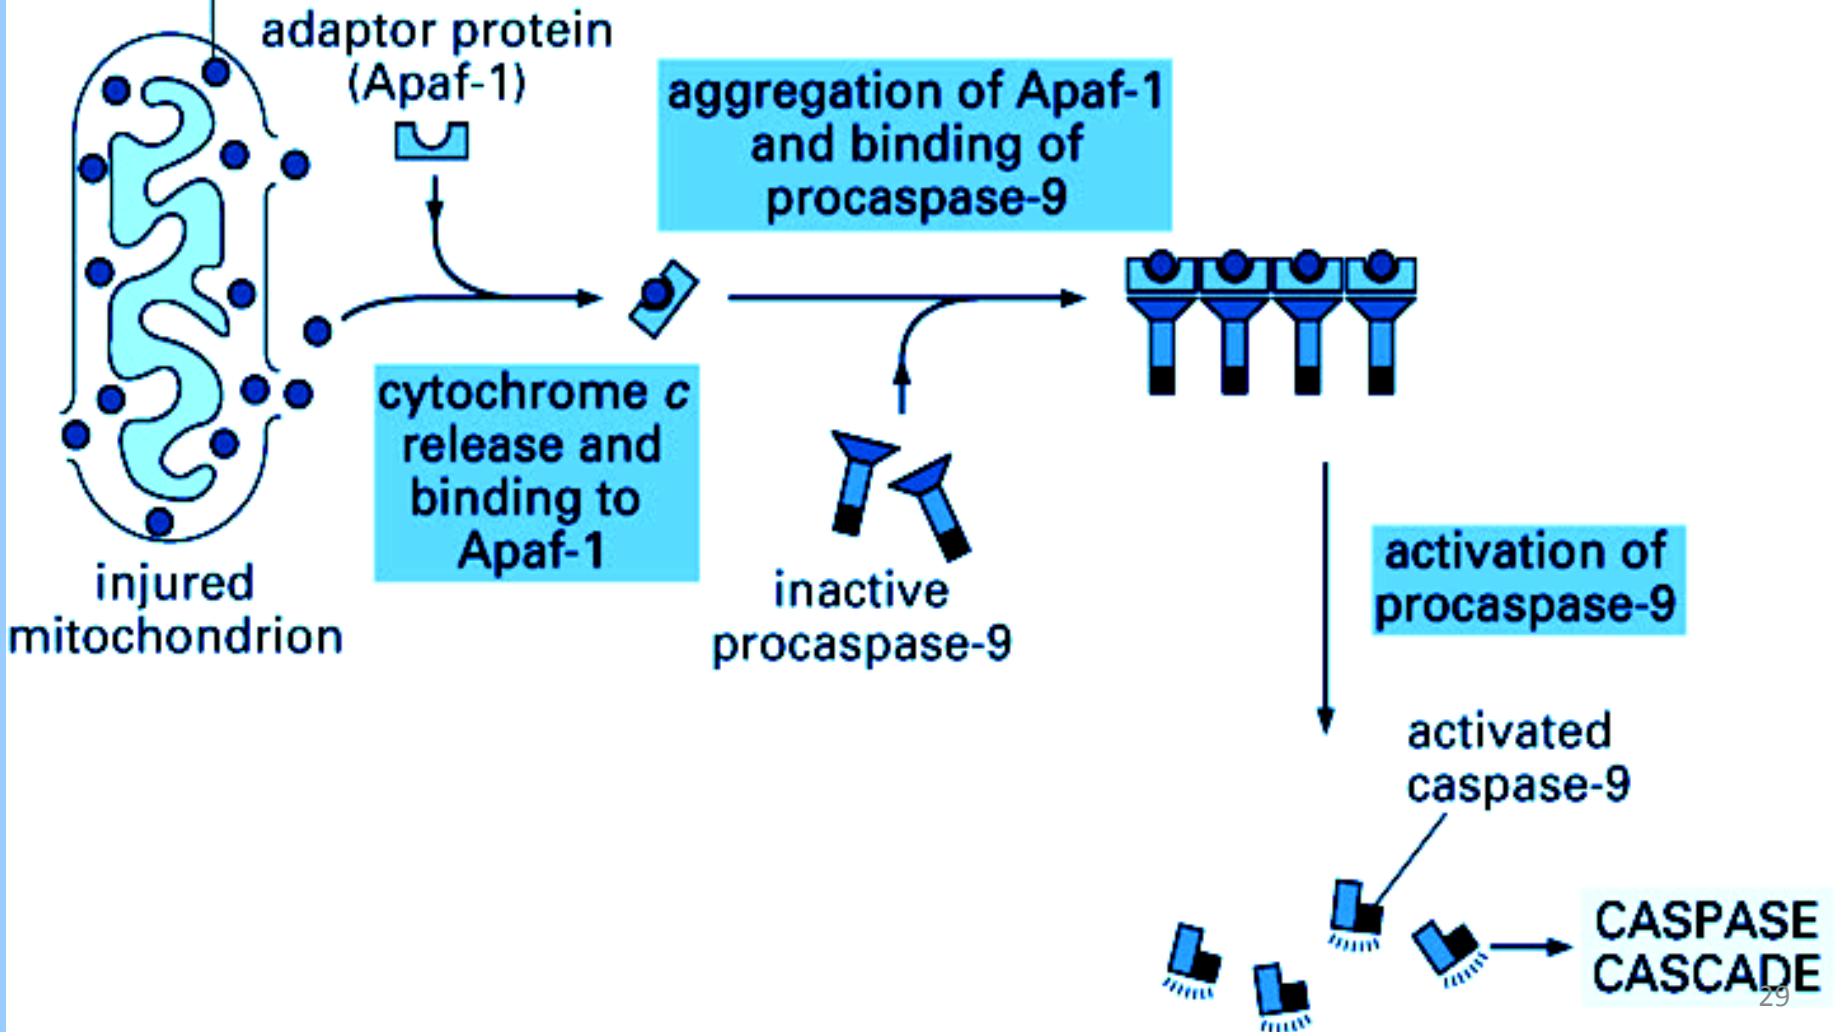 adaptor protein
(Apaf-1)
aggregation of Apaf-1
and binding of
procaspase-9
cytochrome c
release and
binding to
Apaf-1
injured
mitochondrion
inactive
procaspase-9
activation of
procaspase-9
activated
caspase-9
CASPASE
CASCADE
29